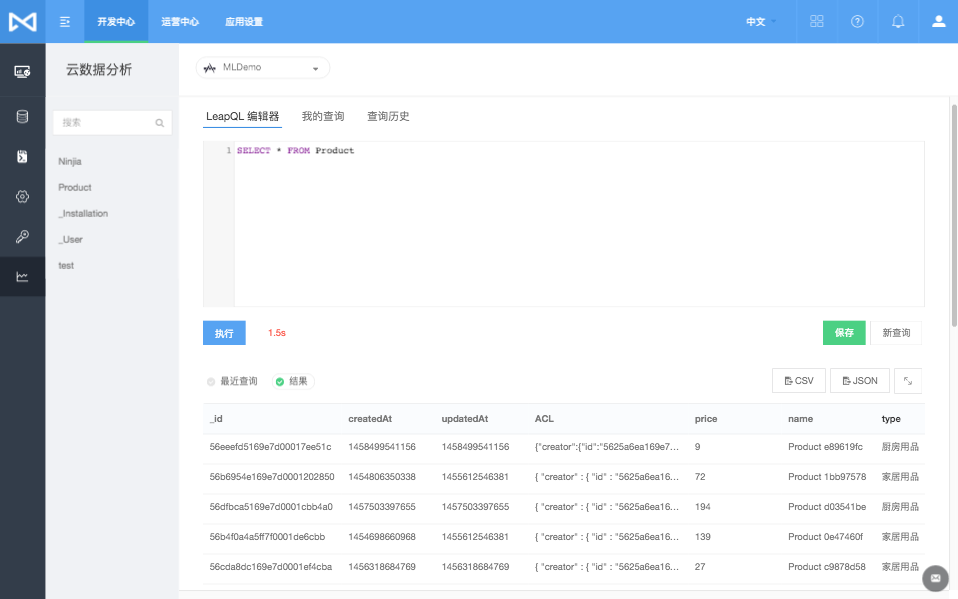 开发中心 运营中心 应用设置 中文
云数据分析
MLDemo
搜索
Ninjia
Product
_Installation
_User
test
LeapQL 编辑器 我的查询 查询历史
1 SELECT * FROM Product
执行 1.5s 保存 新查询
最近查询 结果 CSV JSON
_id createdAt updatedAt ACL price name type
56eeefd5169e7d00017ee51c 1458499541156 1458499541156 {"creator":{"id":"5625a6ea169e7... 9 Product e89619fc 厨房用品
56b6954e169e7d0001202850 1454806350338 1455612546381 { "creator" : { "id" : "5625a6ea16... 72 Product 1bb97578 家居用品
56dfbca5169e7d0001cbb4a0 1457503397655 1457503397655 { "creator" : { "id" : "5625a6ea16... 194 Product d03541be 厨房用品
56b4f0a4a5ff7f0001de6cbb 1454698660968 1455612546381 { "creator" : { "id" : "5625a6ea16... 139 Product 0e47460f 家居用品
56cda8dc169e7d0001ef4cba 1456318684769 1456318684769 { "creator" : { "id" : "5625a6ea16... 27 Product c9878d58 家居用品